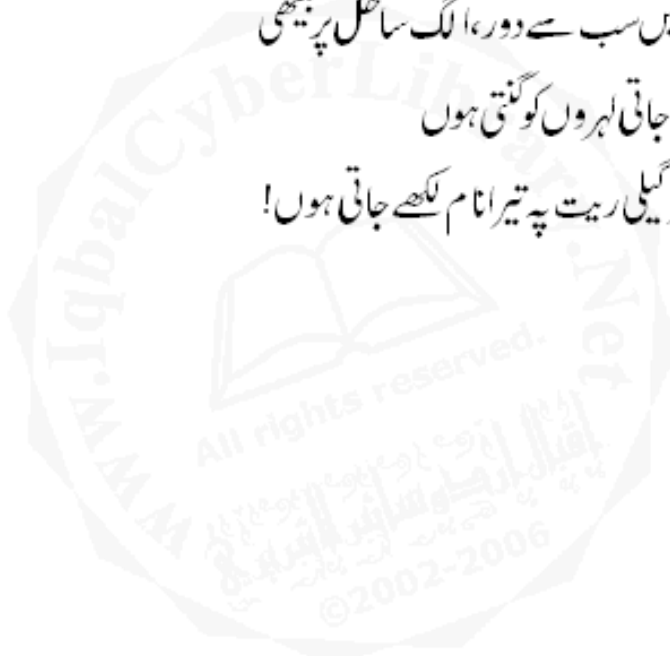 سب سے دور، الگ ساحل پر بیٹھی
جاتی لہروں کو گنتی ہوں
گیلی ریت پہ تیرا نام لکھے جاتی ہوں!
www.IqbalCyberLibrary.Net
All rights reserved.
©2002-2006